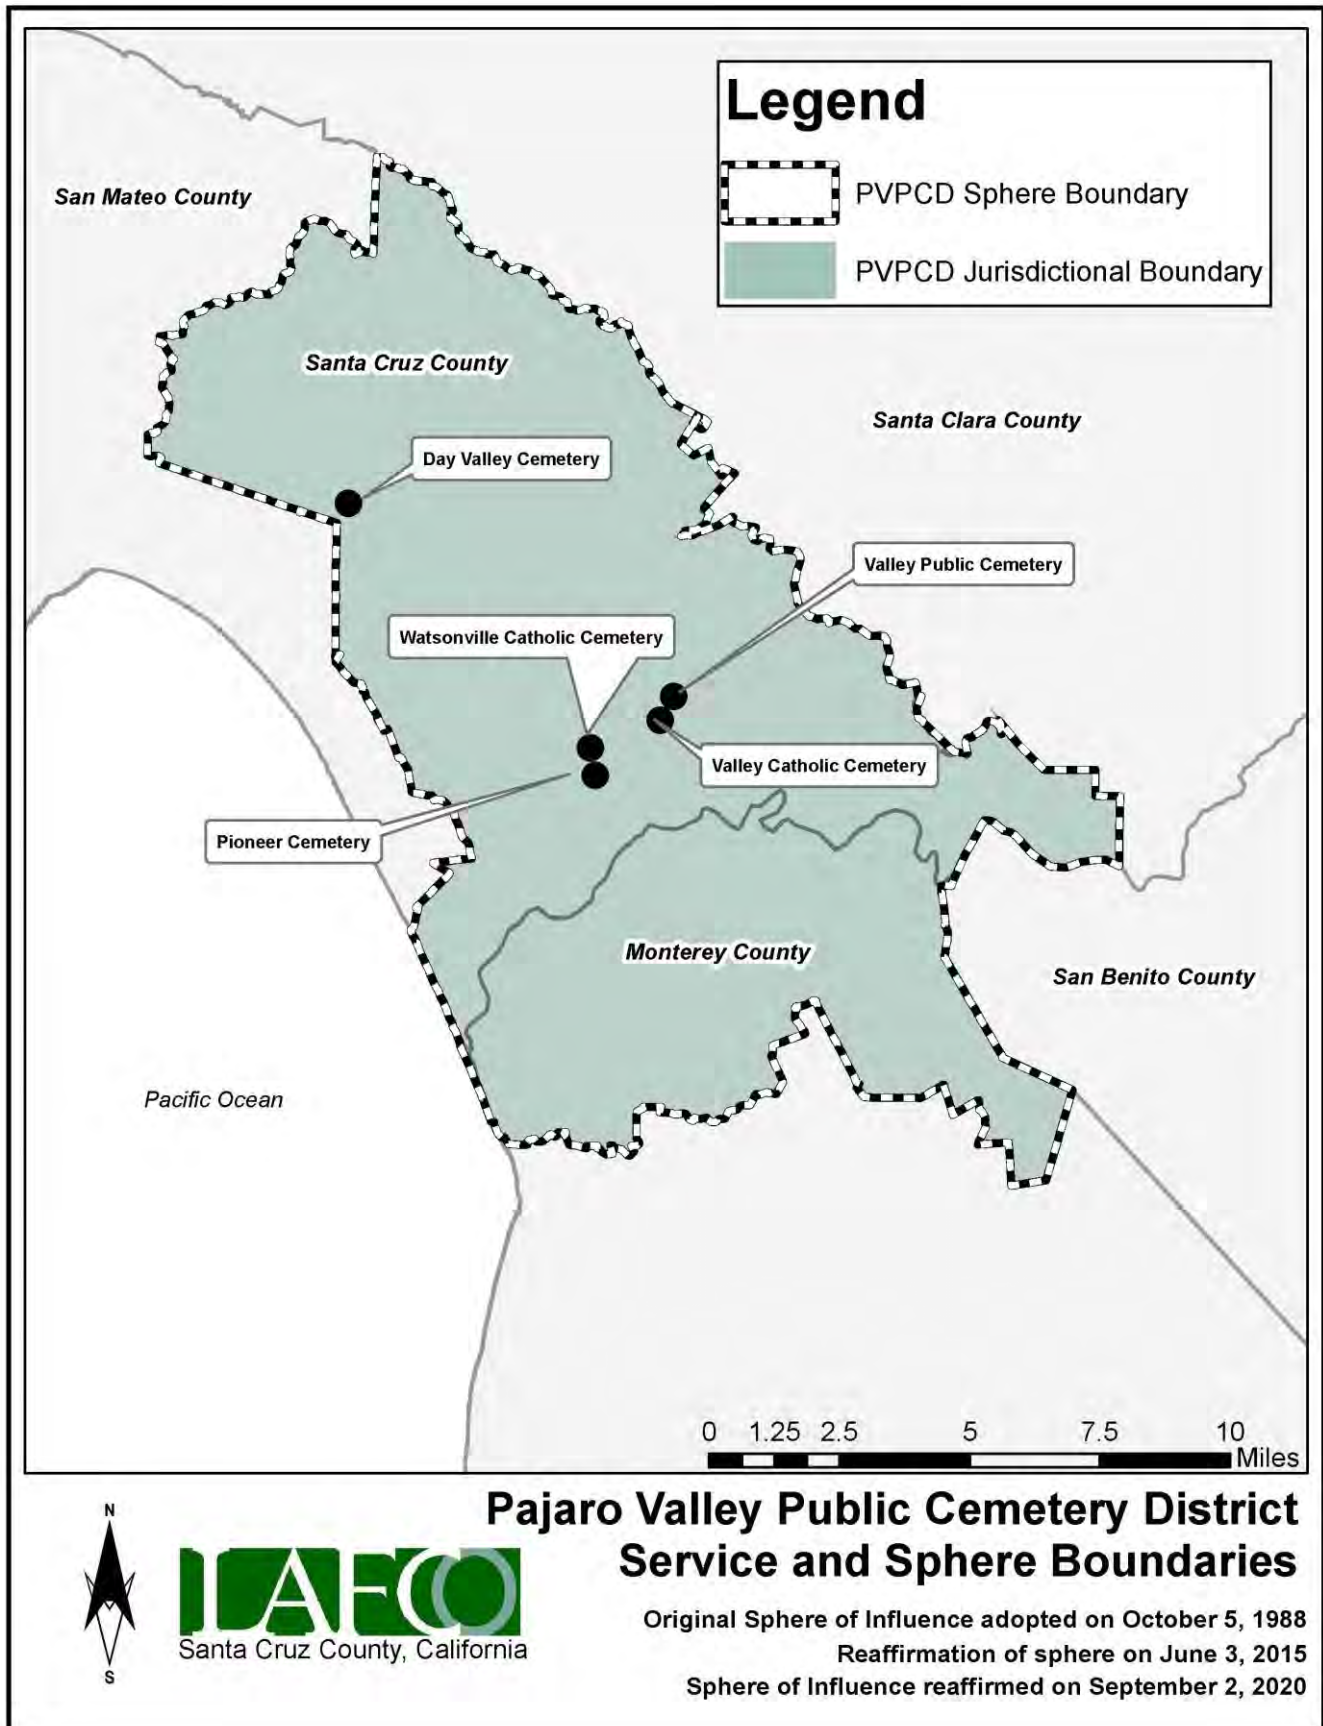 Legend
PVPCD Sphere Boundary
PVPCD Jurisdictional Boundary
San Mateo County
Santa Cruz County
Santa Clara County
Day Valley Cemetery
Valley Public Cemetery
Watsonville Catholic Cemetery
Valley Catholic Cemetery
Pioneer Cemetery
Monterey County
San Benito County
Pacific Ocean
0 1.25 2.5 5 7.5 10
Miles
Pajaro Valley Public Cemetery District
Service and Sphere Boundaries
Original Sphere of Influence adopted on October 5, 1988
Reaffirmation of sphere on June 3, 2015
Sphere of Influence reaffirmed on September 2, 2020
N
S
LAFCO
Santa Cruz County, California